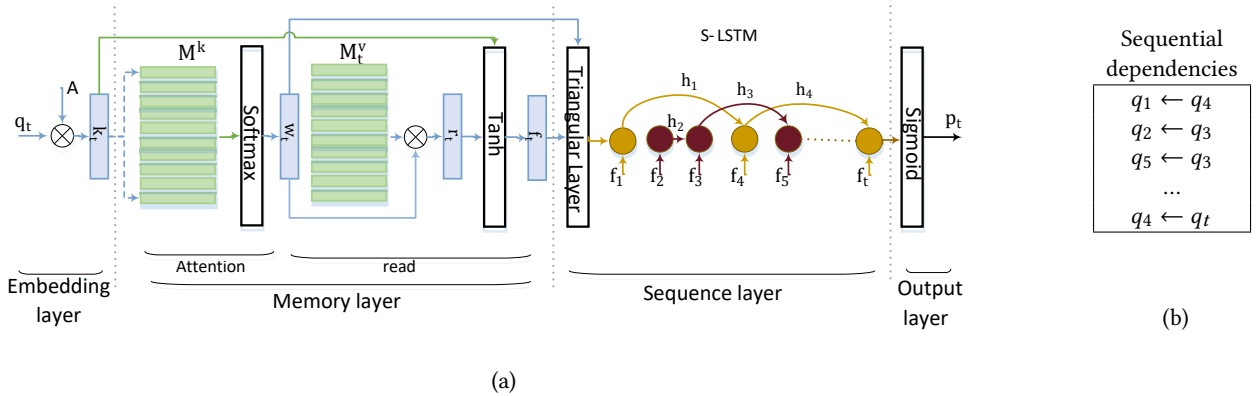 q_t
A
k_t
M^k
Softmax
w_t
M_t^v
r_t
Tanh
f_t
Triangular Layer
S- LSTM
h_1
h_2
h_3
h_4
f_1
f_2
f_3
f_4
f_5
f_t
Sigmoid
p_t
Attention
read
Embedding
layer
Memory layer
Sequence layer
Output
layer
(a)
Sequential
dependencies
q_1 ← q_4
q_2 ← q_3
q_5 ← q_3
...
q_4 ← q_t
(b)